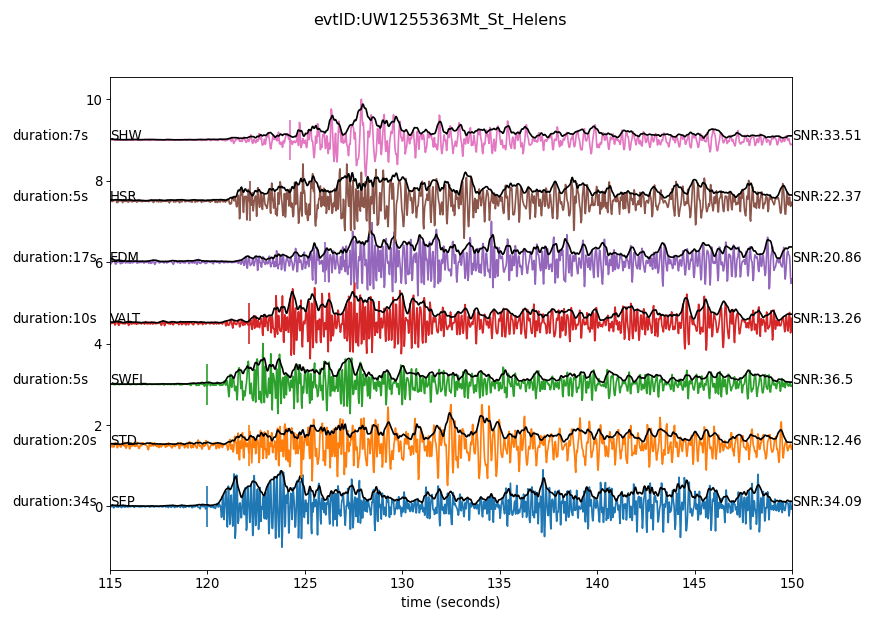 evtID:UW1255363Mt_St_Helens
10
duration:7s SHW SNR:33.51
8
duration:5s HSR SNR:22.37
duration:17s EDM SNR:20.86
6
duration:10s VALT SNR:13.26
4
duration:5s SWFL SNR:36.5
2
duration:20s STD SNR:12.46
duration:34s SEP SNR:34.09
0
115 120 125 130 135 140 145 150
time (seconds)